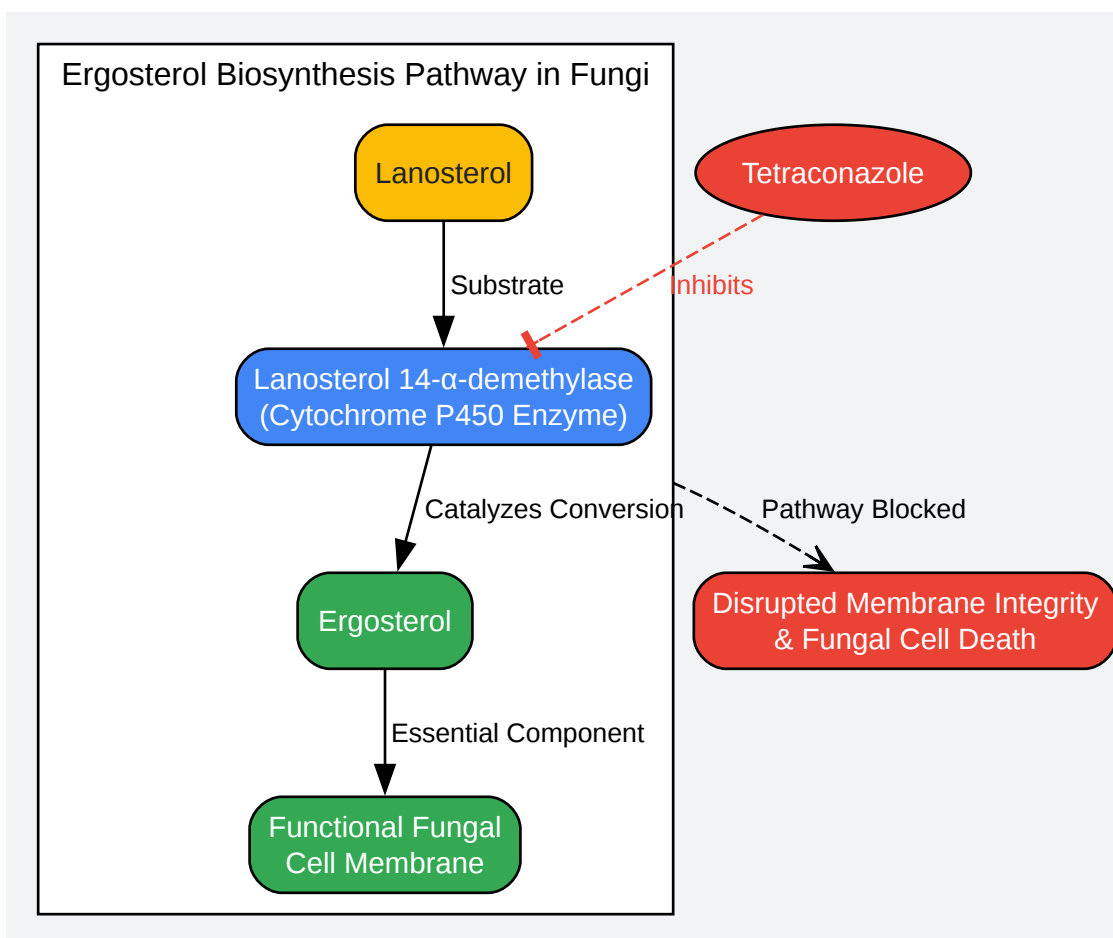 Ergosterol Biosynthesis Pathway in Fungi
Lanosterol
Tetraconazole
Substrate
Inhibits
Lanosterol 14-α-demethylase
(Cytochrome P450 Enzyme)
Catalyzes Conversion
Pathway Blocked
Ergosterol
Disrupted Membrane Integrity
& Fungal Cell Death
Essential Component
Functional Fungal
Cell Membrane